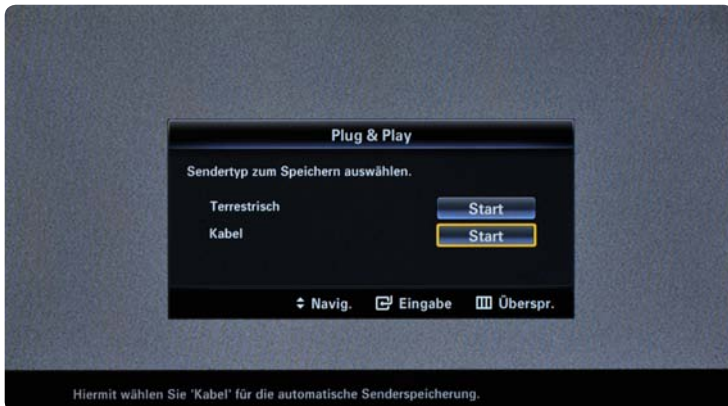 Plug & Play
Sendertyp zum Speichern auswählen.
Terrestrisch Start
Kabel Start
Navig. Eingabe Überspr.
Hiermit wählen Sie 'Kabel' für die automatische Senderspeicherung.